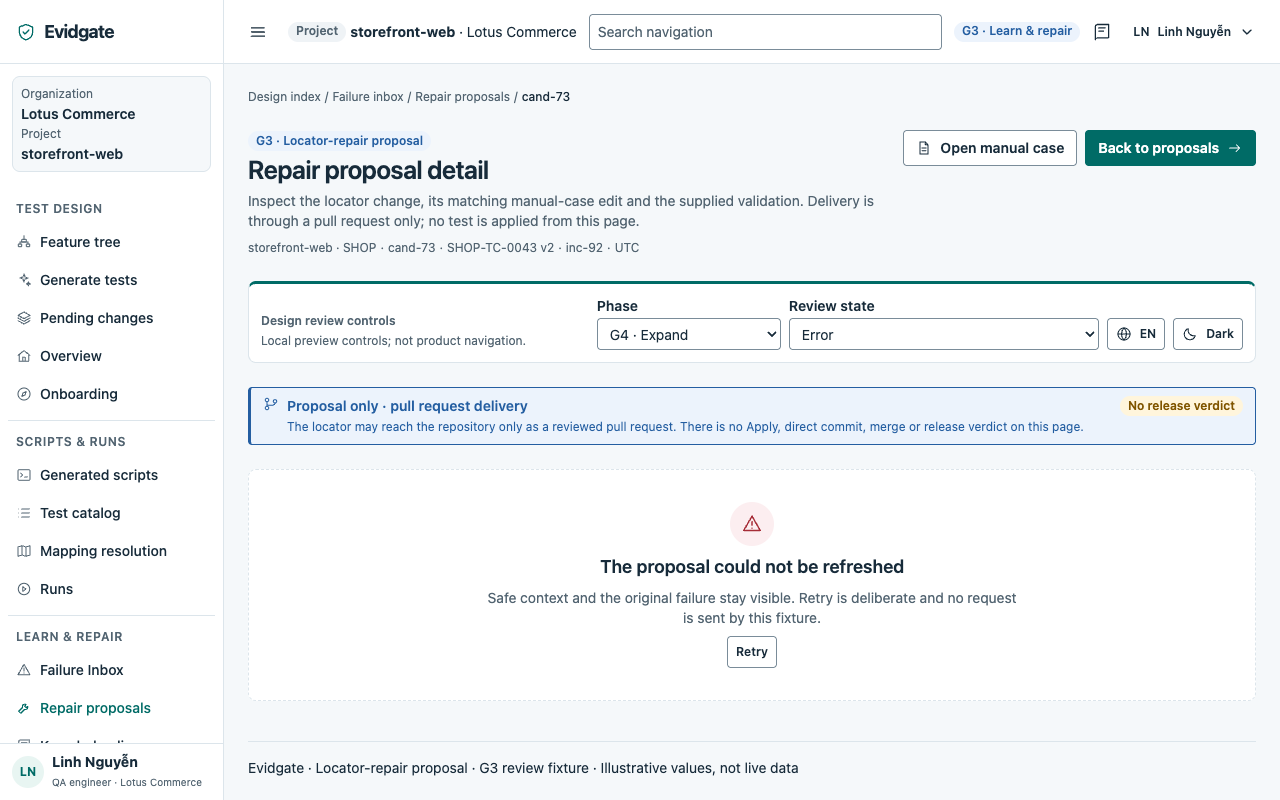 Evidgate
Project storefront-web · Lotus Commerce
Search navigation
G3 · Learn & repair
LN Linh Nguyễn
Organization
Lotus Commerce
Project
storefront-web
TEST DESIGN
Feature tree
Generate tests
Pending changes
Overview
Onboarding
SCRIPTS & RUNS
Generated scripts
Test catalog
Mapping resolution
Runs
LEARN & REPAIR
Failure Inbox
Repair proposals
LN
Linh Nguyễn
QA engineer · Lotus Commerce
Design index / Failure inbox / Repair proposals / cand-73
G3 · Locator-repair proposal
Repair proposal detail
Inspect the locator change, its matching manual-case edit and the supplied validation. Delivery is
through a pull request only; no test is applied from this page.
storefront-web · SHOP · cand-73 · SHOP-TC-0043 v2 · inc-92 · UTC
Open manual case
Back to proposals
Design review controls
Local preview controls; not product navigation.
Phase
G4 · Expand
Review state
Error
EN
Dark
Proposal only · pull request delivery
No release verdict
The locator may reach the repository only as a reviewed pull request. There is no Apply, direct commit, merge or release verdict on this page.
The proposal could not be refreshed
Safe context and the original failure stay visible. Retry is deliberate and no request
is sent by this fixture.
Retry
Evidgate · Locator-repair proposal · G3 review fixture · Illustrative values, not live data